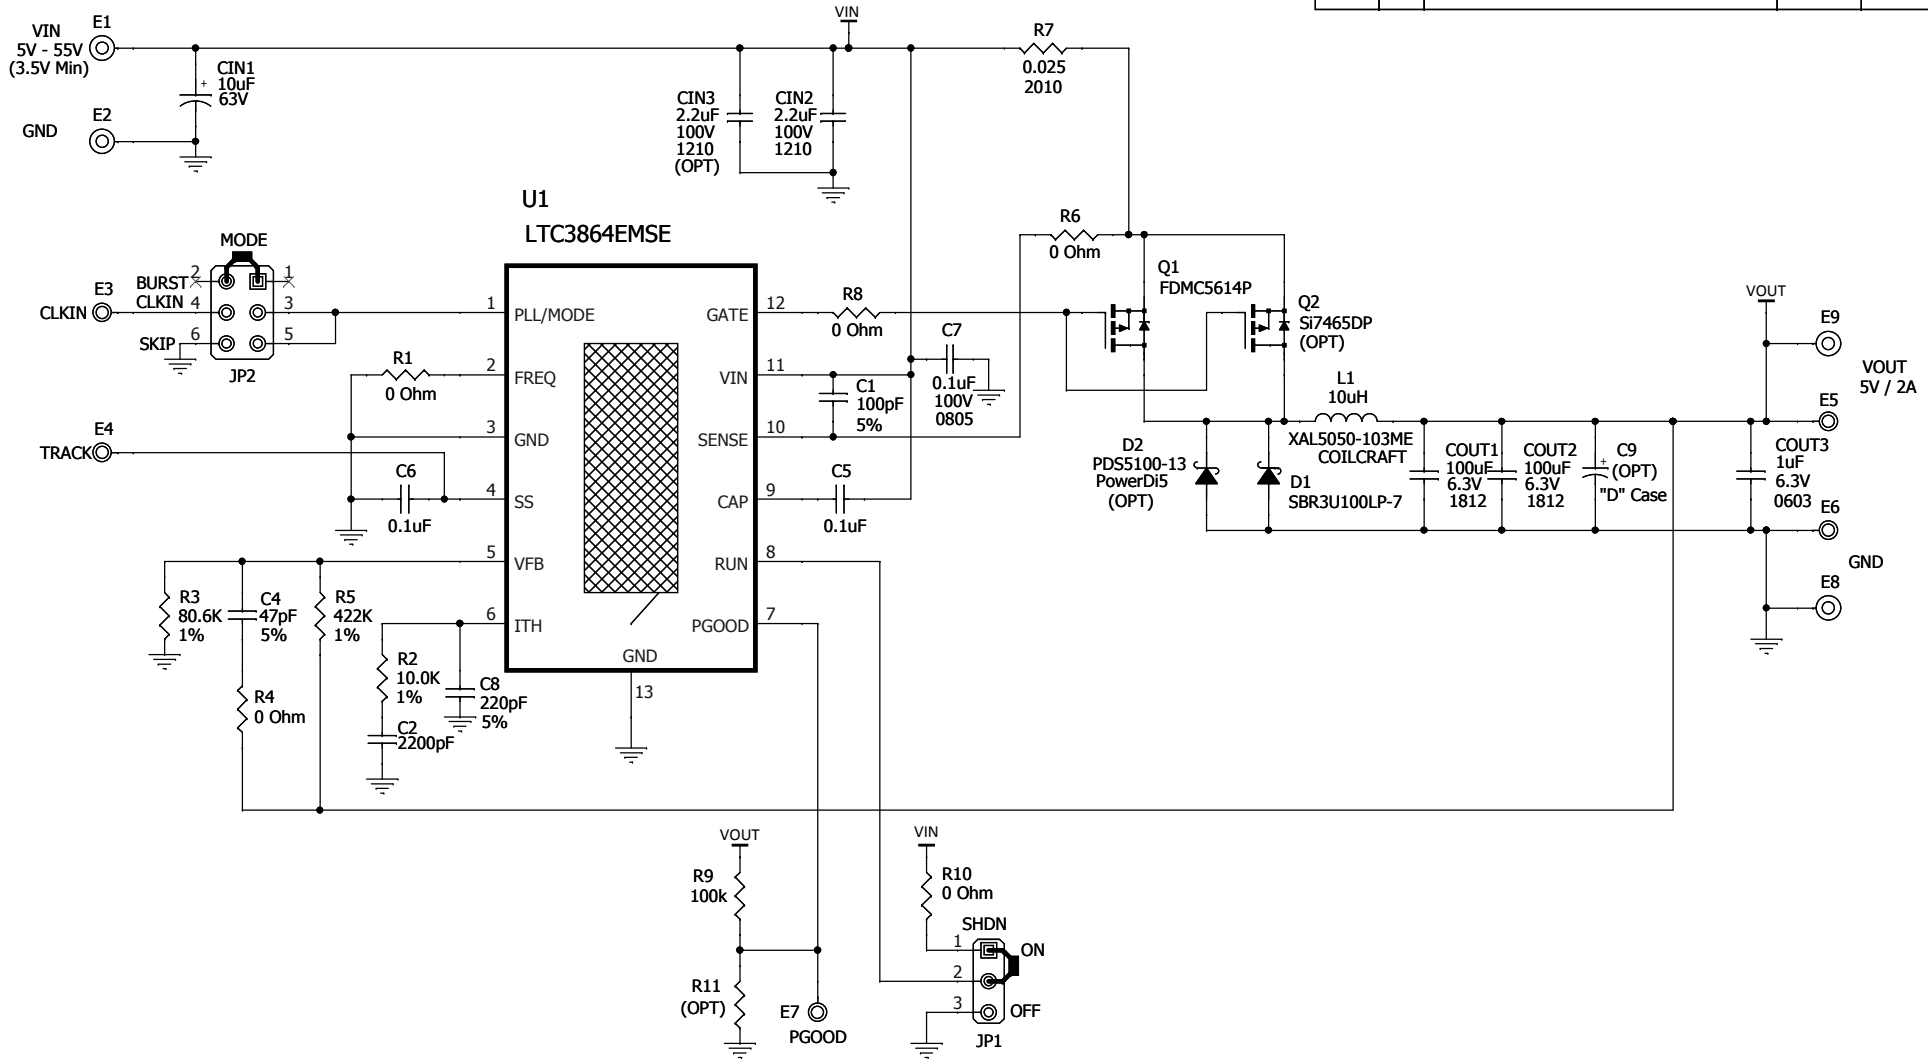 VIN
5V - 55V
(3.5V Min)
E1
E2
GND
CIN1
+
10uF
63V
VIN
CIN3
2.2uF
100V
1210
(OPT)
CIN2
2.2uF
100V
1210
R7
0.025
2010
U1
LTC3864EMSE
R6
0 Ohm
MODE
2
1
BURST
CLKIN
4
3
SKIP
6
5
JP2
E3
CLKIN
1
PLL/MODE
2
FREQ
3
GND
4
SS
5
VFB
6
ITH
GATE
12
VIN
11
SENSE
10
CAP
9
RUN
8
PGOOD
7
GND
13
R1
0 Ohm
E4
TRACK
C6
0.1uF
R8
0 Ohm
C7
0.1uF
100V
0805
C1
100pF
5%
C5
0.1uF
Q1
FDMC5614P
Q2
Si7465DP
(OPT)
L1
10uH
XAL5050-103ME
COILCRAFT
D2
PDS5100-13
PowerDi5
(OPT)
D1
SBR3U100LP-7
COUT1
100uF
6.3V
1812
COUT2
100uF
6.3V
1812
C9
+
(OPT)
"D" Case
COUT3
1uF
6.3V
0603
VOUT
E9
VOUT
5V / 2A
E5
E6
GND
E8
R3
80.6K
1%
C4
47pF
5%
R5
422K
1%
R4
0 Ohm
R2
10.0K
1%
C8
220pF
5%
C2
2200pF
VOUT
R9
100k
R11
(OPT)
E7
PGOOD
VIN
R10
0 Ohm
SHDN
1
ON
2
3
OFF
JP1